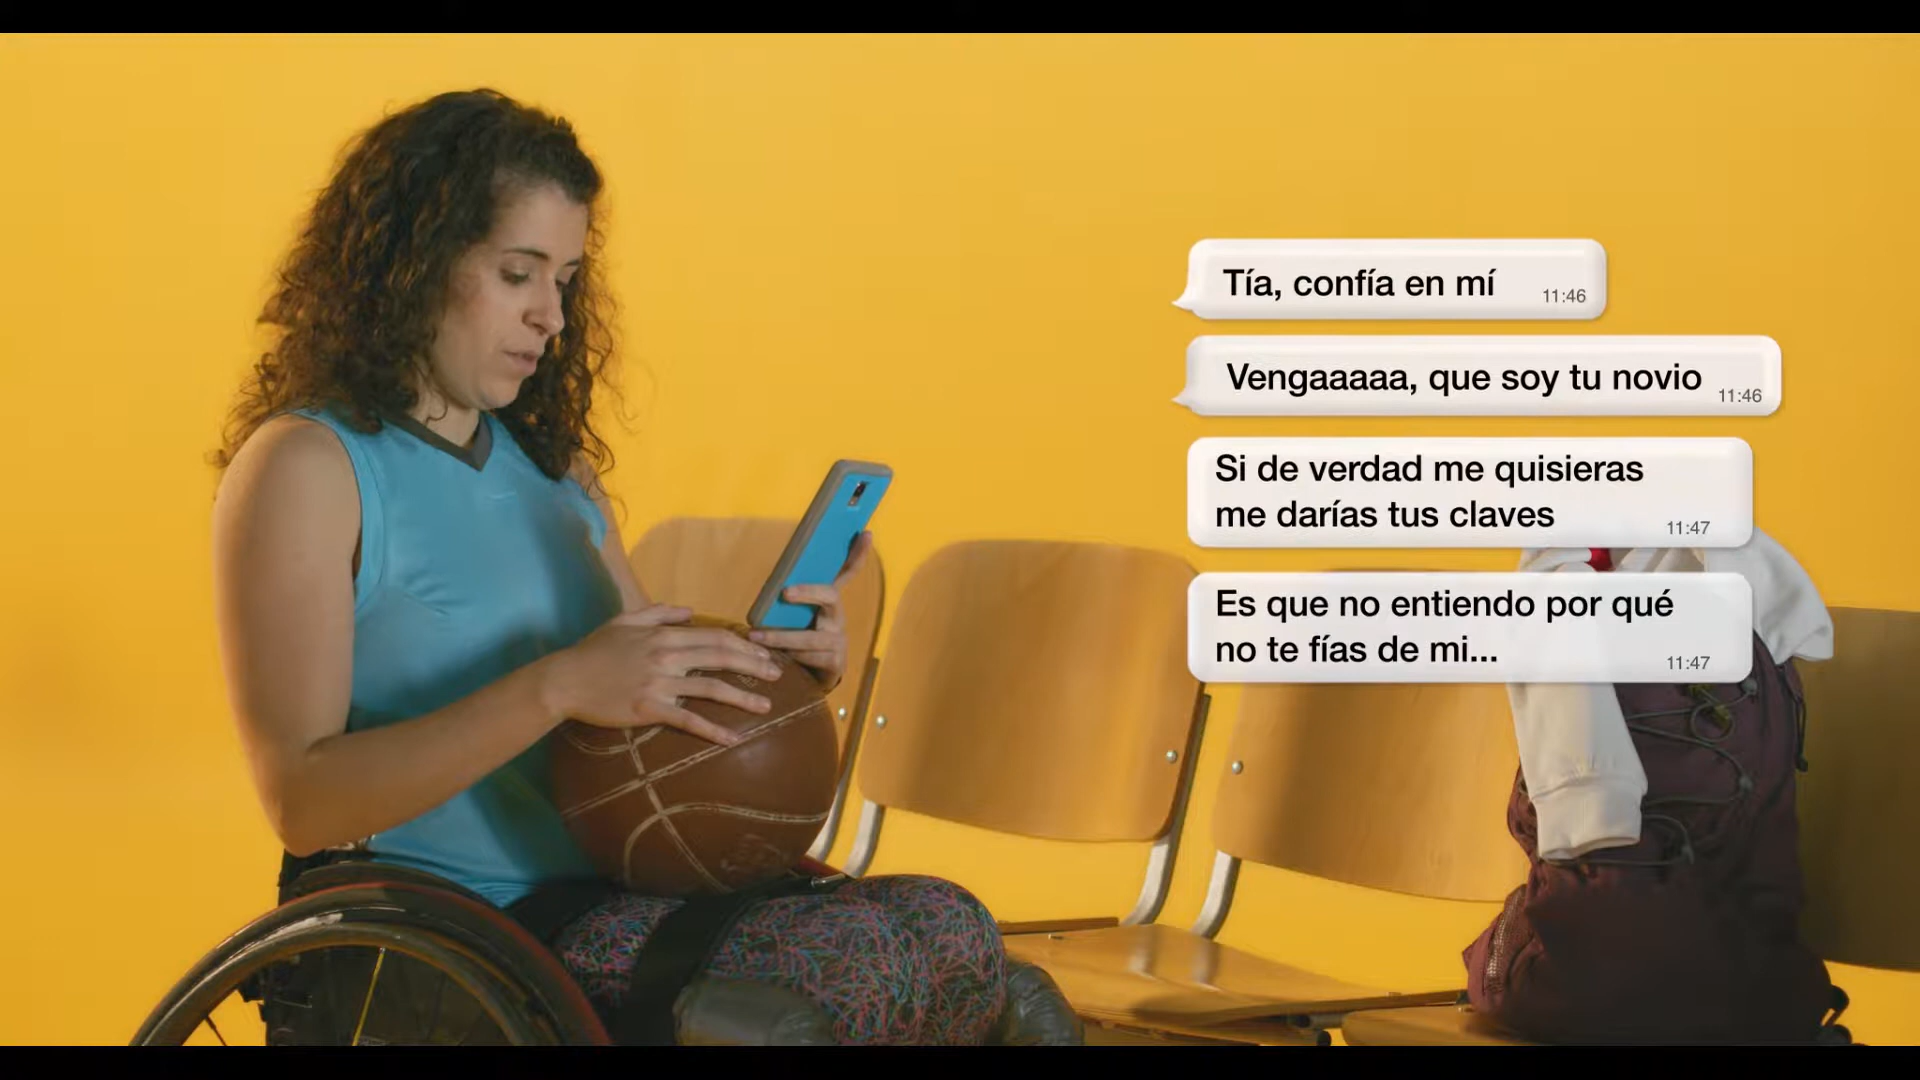 Tía, confía en mí
11:46
Vengaaaaa, que soy tu novio
11:46
Si de verdad me quisieras
me darías tus claves
11:47
Es que no entiendo por qué
no te fías de mi...
11:47